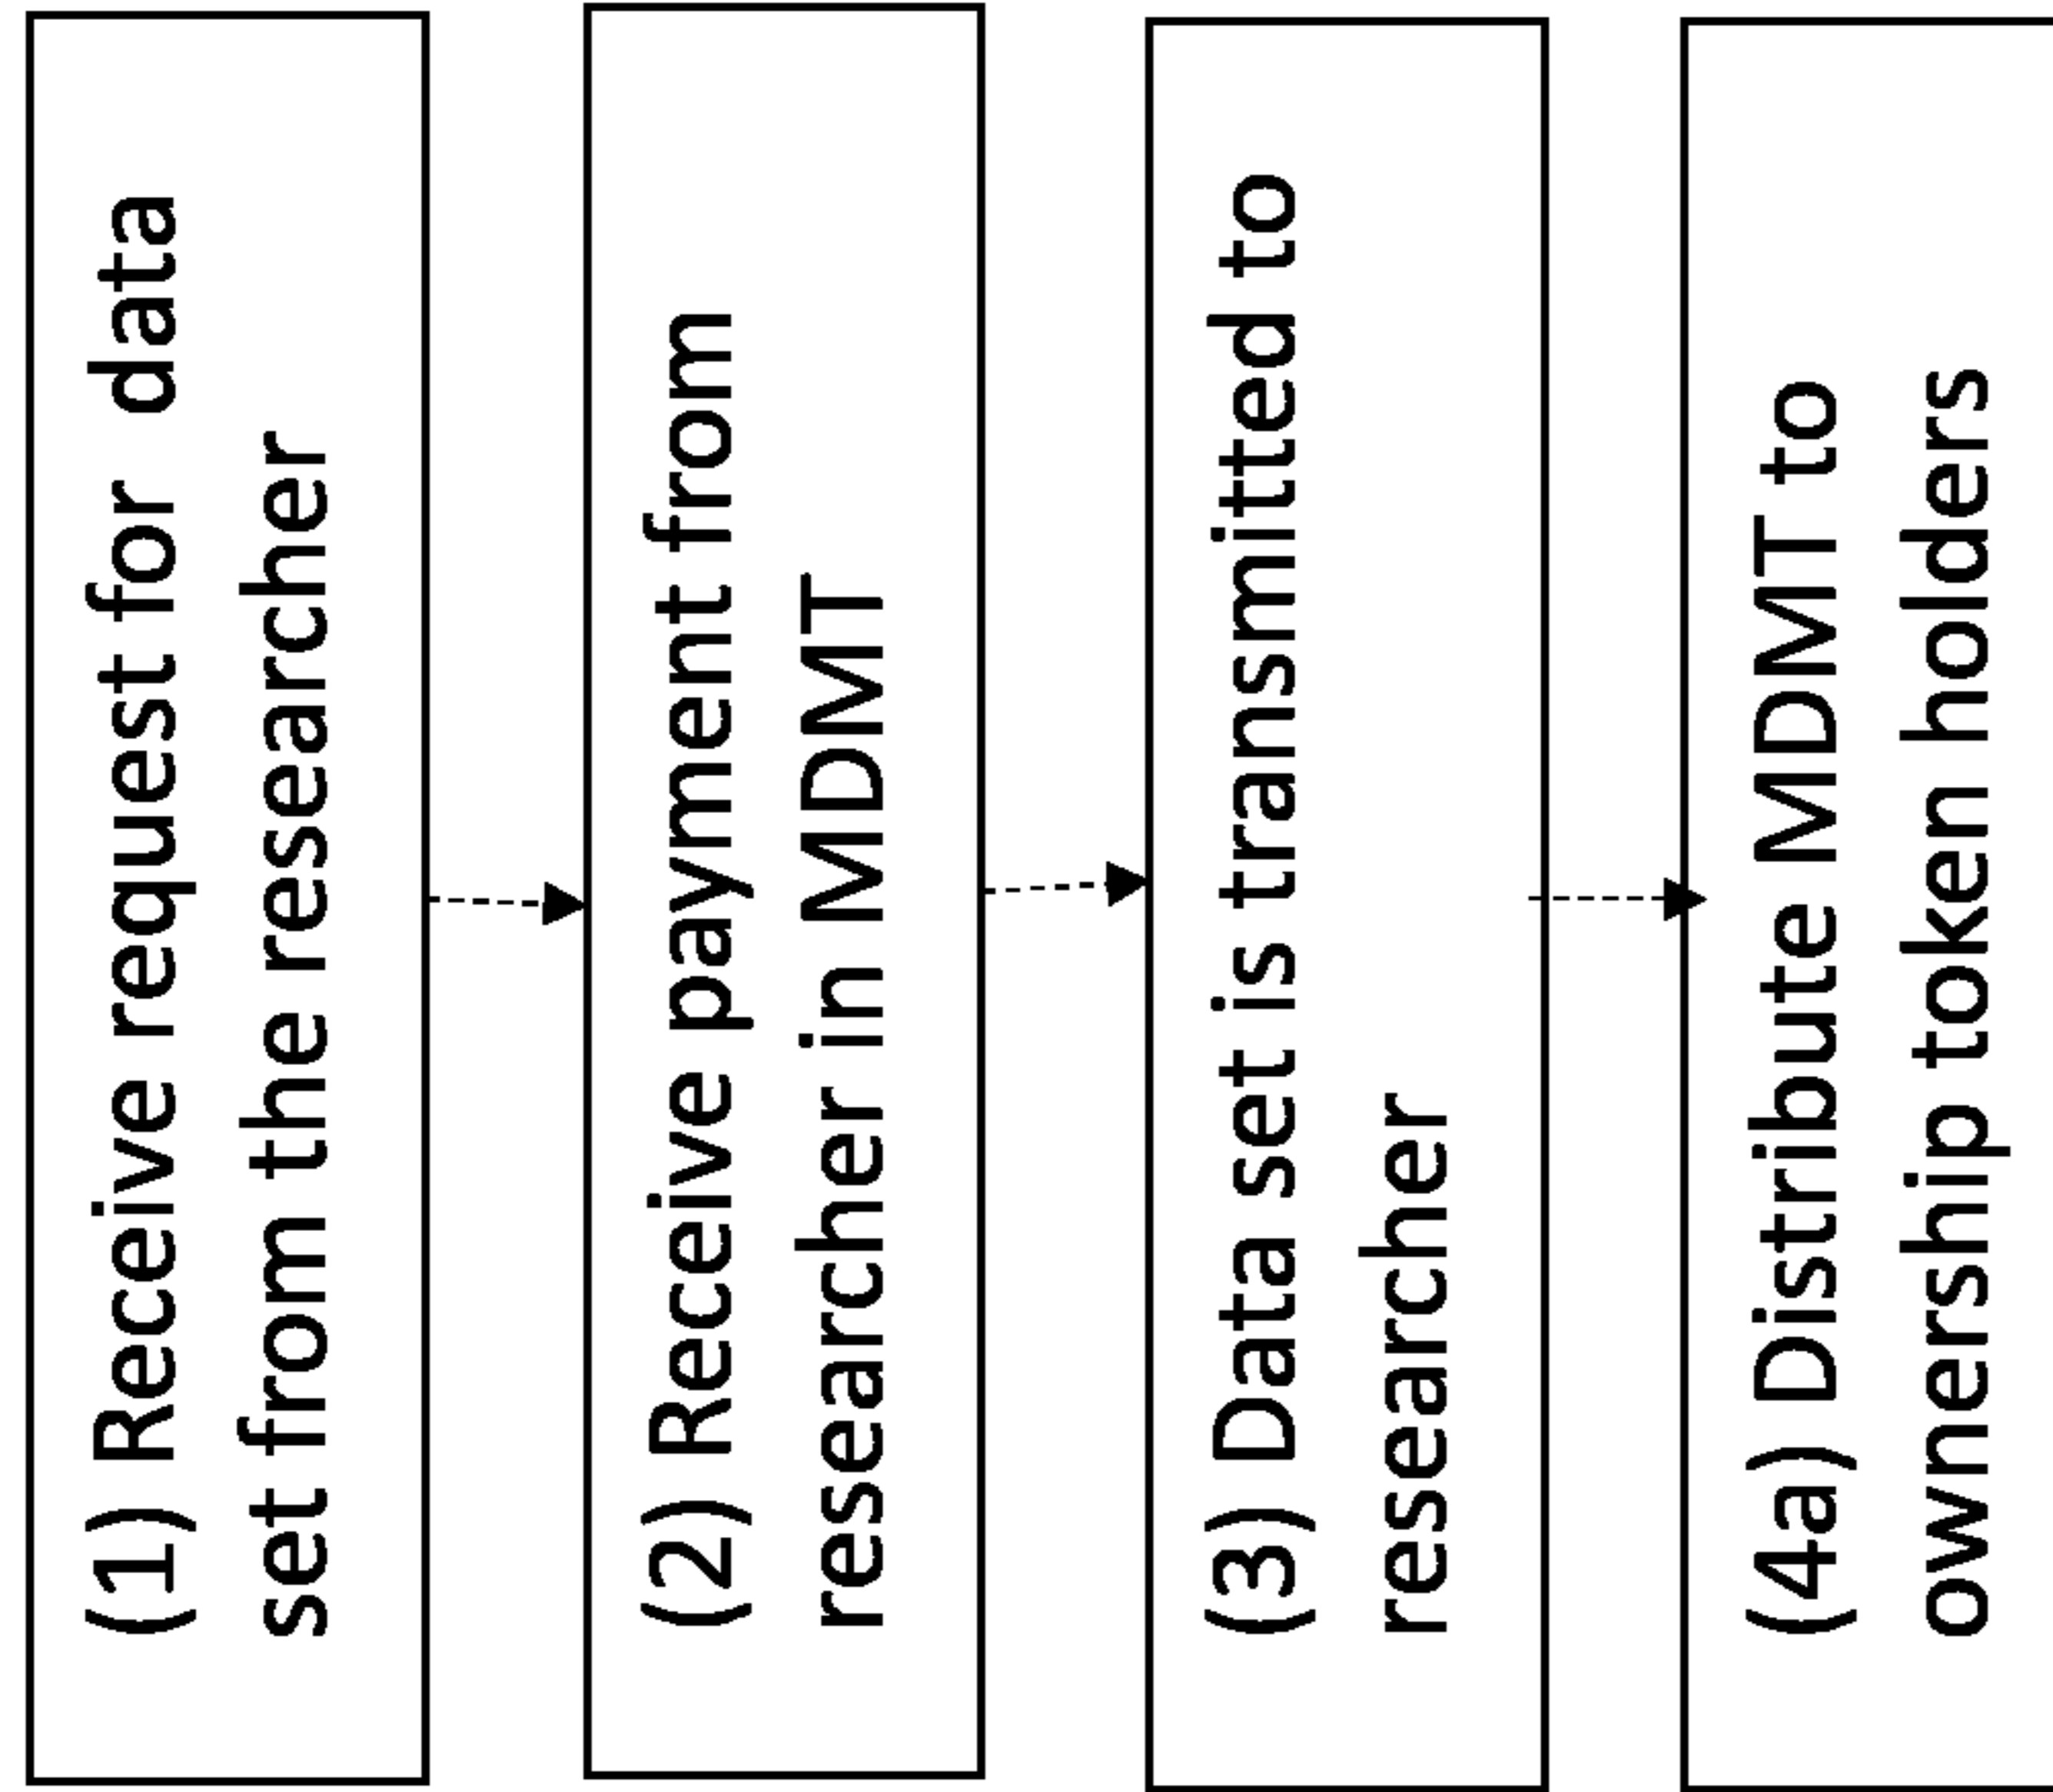 (1) Receive request for data
set from the researcher
(2) Receive payment from
researcher in MDMT
(3) Data set is transmitted to
researcher
(4a) Distribute MDMT to
ownership token holders